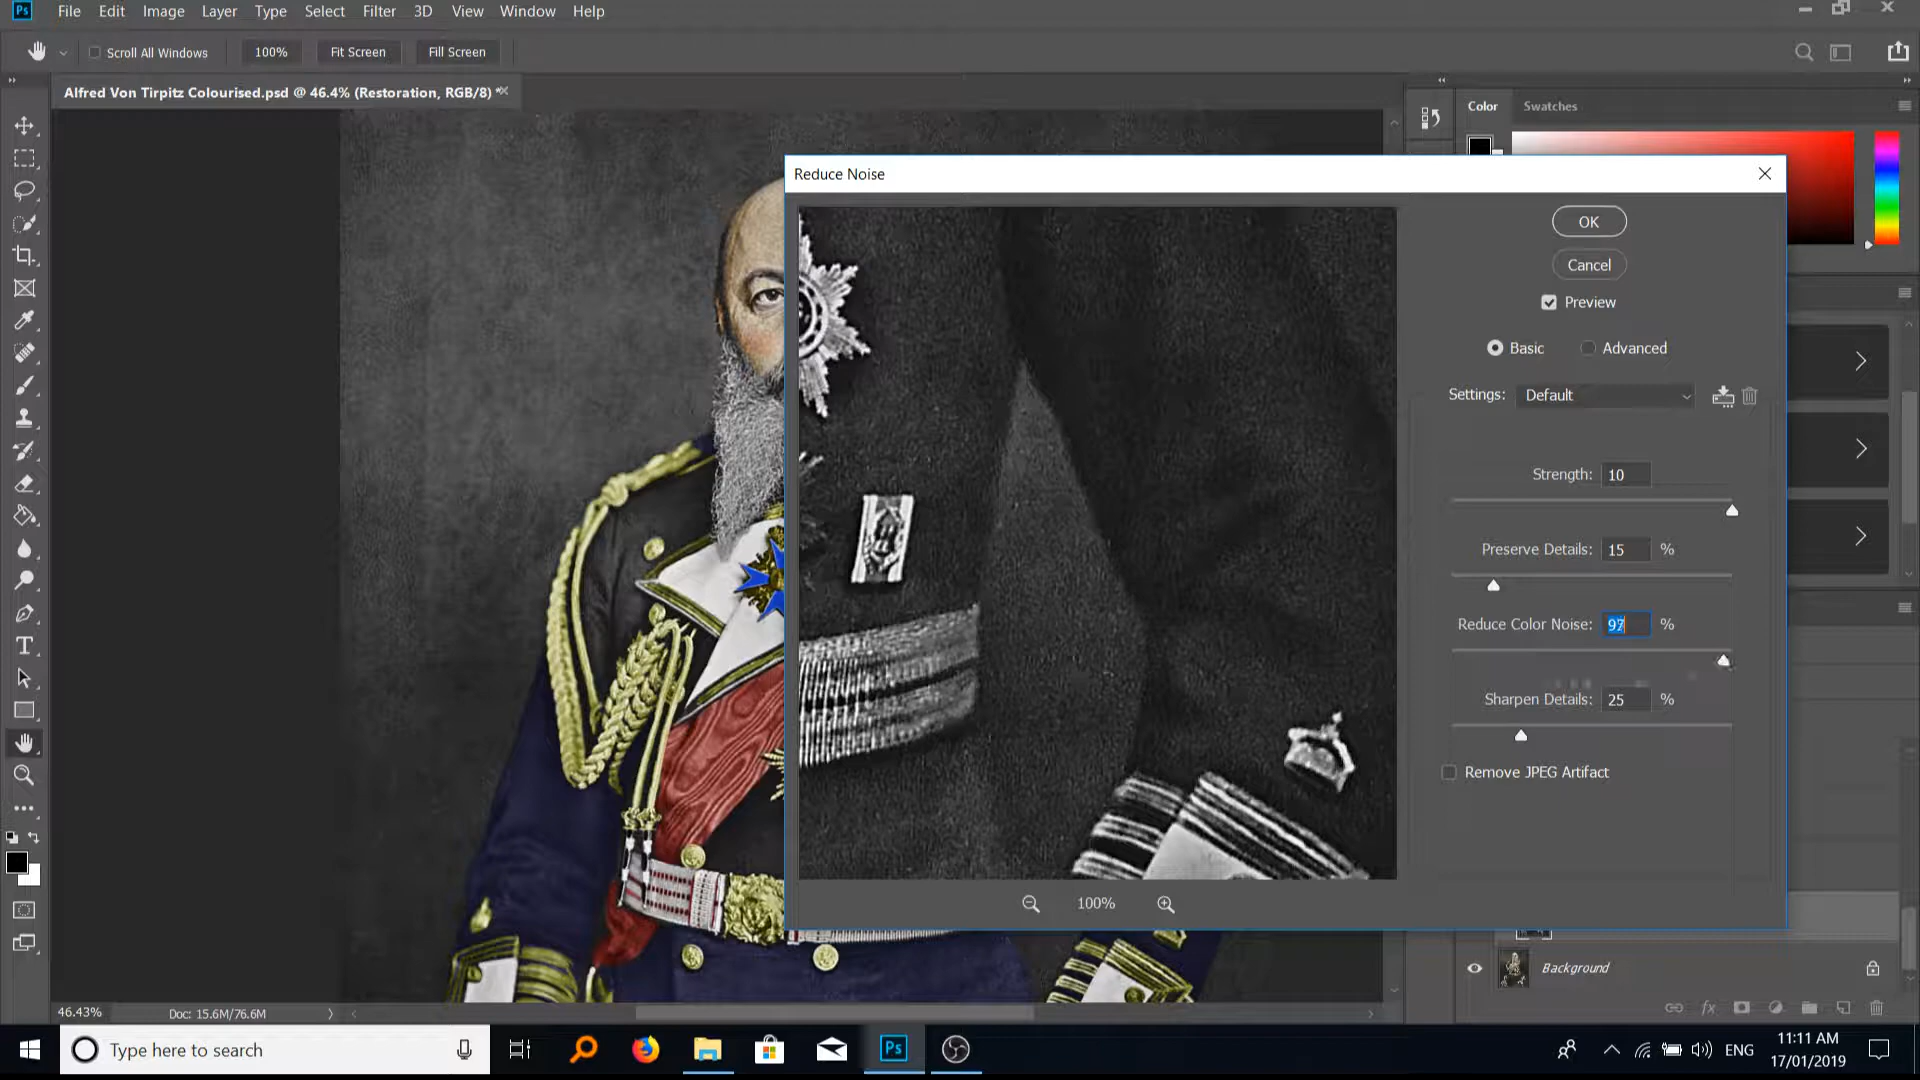 Ps File Edit Image Layer Type Select Filter 3D View Window Help
Scroll All Windows 100% Fit Screen Fill Screen
Alfred Von Tirpitz Colourised.psd @ 46.4% (Restoration, RGB/8) *
Color Swatches
Reduce Noise
OK
Cancel
Preview
Basic Advanced
Settings: Default
Strength: 10
Preserve Details: 15 %
Reduce Color Noise: 97 %
Sharpen Details: 25 %
Remove JPEG Artifact
100%
Background
46.43% Doc: 15.6M/76.6M
fx
Type here to search
Ps
ENG
11:11 AM
17/01/2019